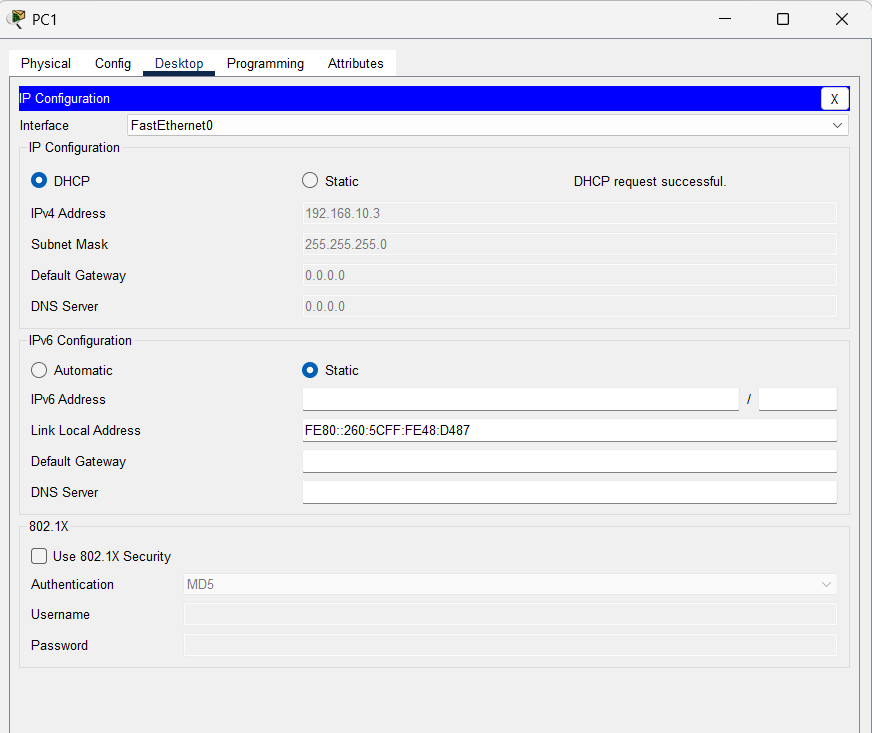 PC1
Physical Config Desktop Programming Attributes
IP Configuration X
Interface FastEthernet0
IP Configuration
DHCP Static DHCP request successful.
IPv4 Address 192.168.10.3
Subnet Mask 255.255.255.0
Default Gateway 0.0.0.0
DNS Server 0.0.0.0
IPv6 Configuration
Automatic Static
IPv6 Address /
Link Local Address FE80::260:5CFF:FE48:D487
Default Gateway
DNS Server
802.1X
Use 802.1X Security
Authentication MD5
Username
Password